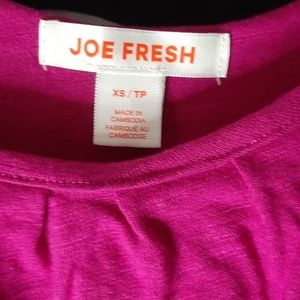 JOE FRESH
XS / TP
MADE IN
CAMBODIA
FABRIQUÉ AU
CAMBODGE